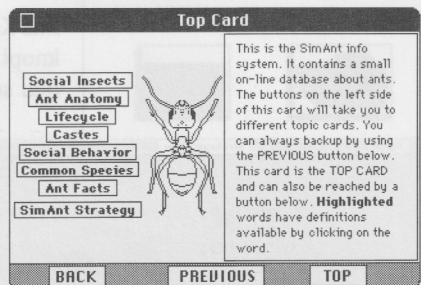 Top Card
Social Insects
Ant Anatomy
Lifecycle
Castes
Social Behavior
Common Species
Ant Facts
SimAnt Strategy
This is the SimAnt info
system. It contains a small
on-line database about ants.
The buttons on the left side
of this card will take you to
different topic cards. You
can always backup by using
the PREVIOUS button below.
This card is the TOP CARD
and can also be reached by a
button below. Highlighted
words have definitions
available by clicking on the
word.
BACK
PREVIOUS
TOP